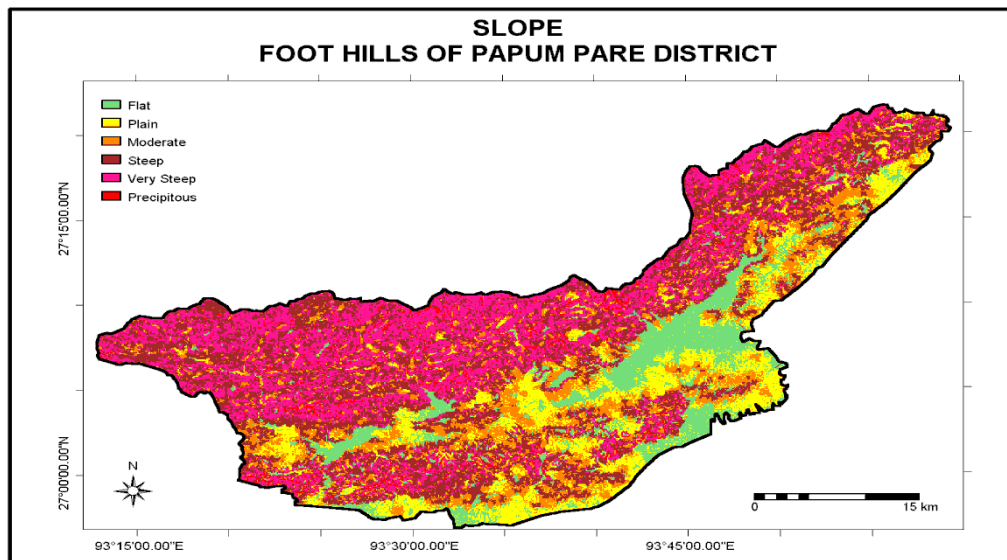 SLOPE
FOOT HILLS OF PAPUM PARE DISTRICT
Flat
Plain
Moderate
Steep
Very Steep
Precipitous
27°15'00.00"N
27°00'00.00"N
N
0 15 km
93°15'00.00"E 93°30'00.00"E 93°45'00.00"E